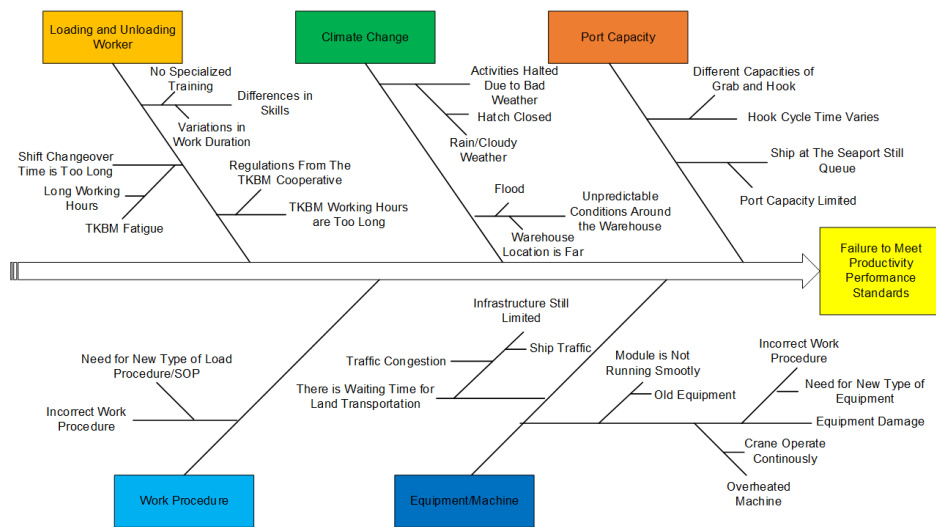 Loading and Unloading
Worker
Climate Change
Port Capacity
No Specialized
Training
Differences in
Skills
Variations in
Work Duration
Shift Changeover
Time is Too Long
Long Working
Hours
TKBM Fatigue
Regulations From The
TKBM Cooperative
TKBM Working Hours
are Too Long
Activities Halted
Due to Bad
Weather
Hatch Closed
Rain/Cloudy
Weather
Flood
Unpredictable
Conditions Around
the Warehouse
Warehouse
Location is Far
Different Capacities of
Grab and Hook
Hook Cycle Time Varies
Ship at The Seaport Still
Queue
Port Capacity Limited
Failure to Meet
Productivity
Performance
Standards
Need for New Type of Load
Procedure/SOP
Incorrect Work
Procedure
Infrastructure Still
Limited
Ship Traffic
Traffic Congestion
There is Waiting Time for
Land Transportation
Module is Not
Running Smootly
Old Equipment
Incorrect Work
Procedure
Need for New Type of
Equipment
Equipment Damage
Crane Operate
Continously
Overheated
Machine
Work Procedure
Equipment/Machine